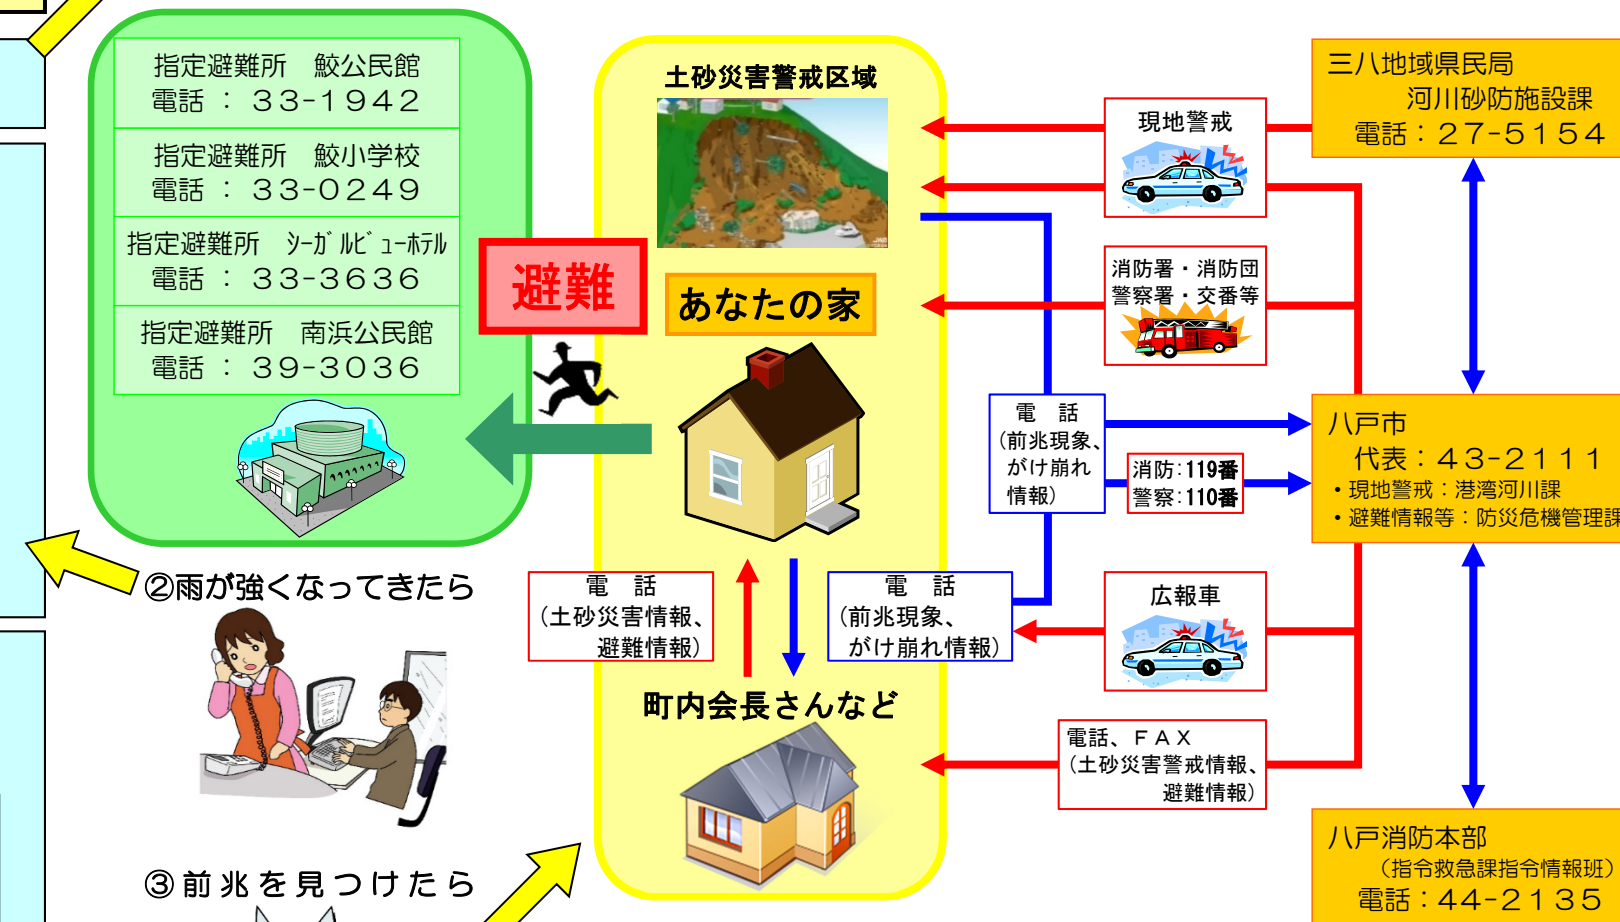 指定避難所　鮫公民館
電話 ： ３３-１９４２
指定避難所　鮫小学校
電話 ： ３３-０２４９
指定避難所　ｼｰｶﾞﾙﾋﾞｭｰﾎﾃﾙ
電話 ： ３３-３６３６
指定避難所　南浜公民館
電話 ： ３９-３０３６
避難
②雨が強くなってきたら
③前兆を見つけたら
土砂災害警戒区域
あなたの家
電　話
（土砂災害情報、
避難情報）
電　話
（前兆現象、
がけ崩れ情報）
町内会長さんなど
現地警戒
消防署・消防団
警察署・交番等
電　話
（前兆現象、
がけ崩れ
情報）
消防：119番
警察：110番
広報車
電話、ＦＡＸ
（土砂災害警戒情報、
避難情報）
三八地域県民局
河川砂防施設課
電話：２７-５１５４
八戸市
代表：４３-２１１１
・現地警戒：港湾河川課
・避難情報等：防災危機管理課
八戸消防本部
（指令救急課指令情報班）
電話：４４-２１３５